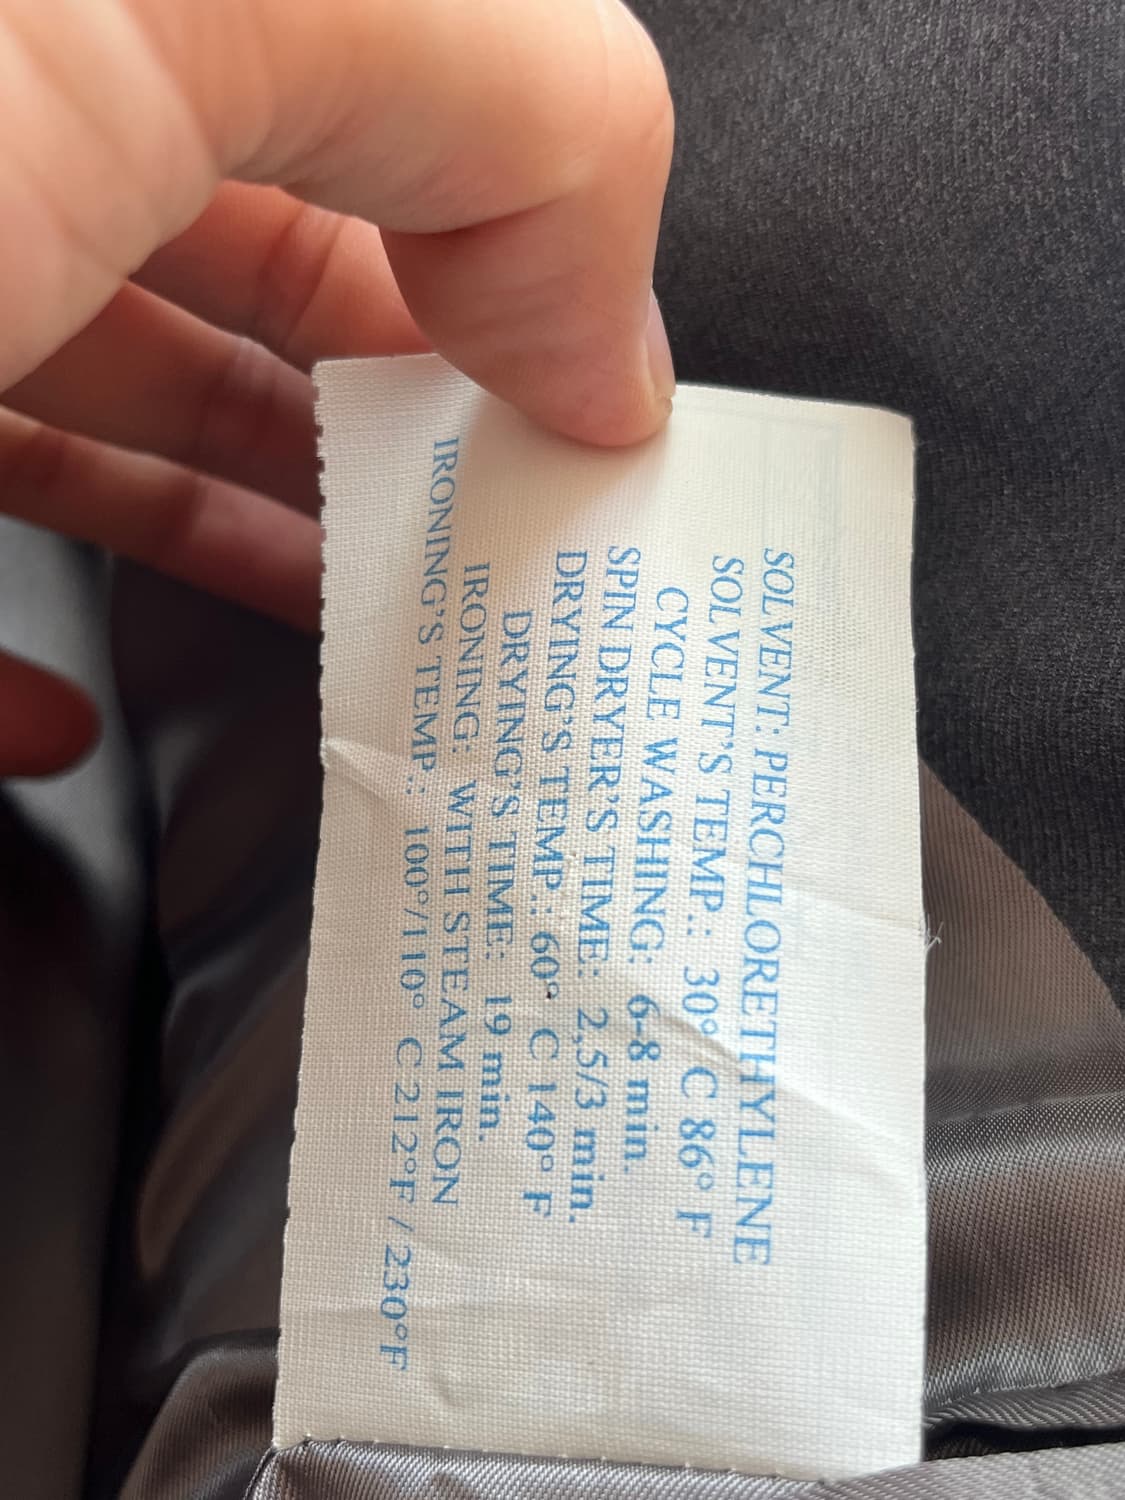 SOLVENT: PERCHLORETHYLENE
SOLVENT'S TEMP.: 30° C 86° F
CYCLE WASHING: 6-8 min.
SPIN DRYER'S TIME: 2,5/3 min.
DRYING'S TEMP.: 60° C 140° F
DRYING'S TIME: 19 min.
IRONING: WITH STEAM IRON
IRONING'S TEMP.: 100°/110° C 212°F / 230°F